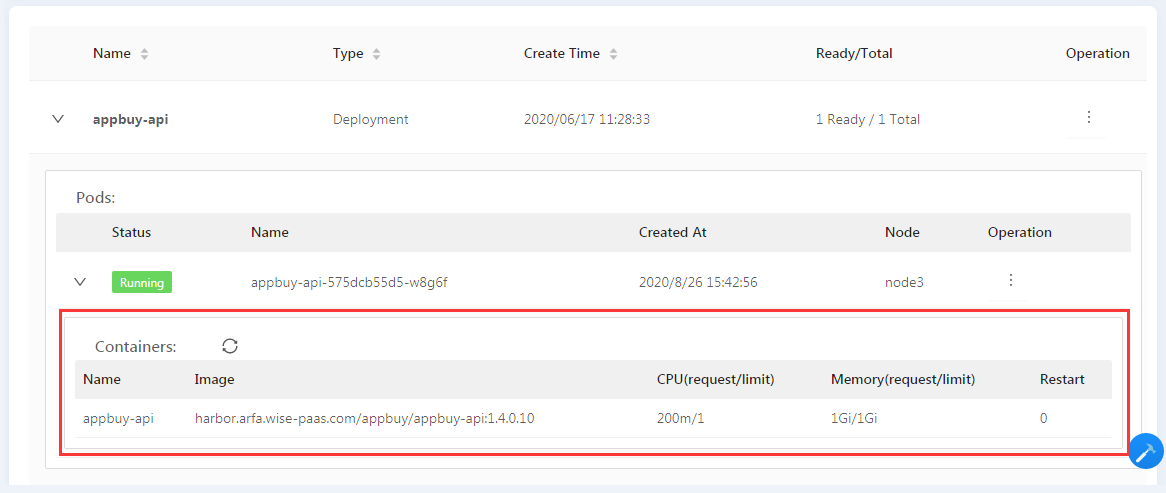 Name Type Create Time Ready/Total Operation
appbuy-api Deployment 2020/06/17 11:28:33 1 Ready / 1 Total
Pods:
Status Name Created At Node Operation
Running appbuy-api-575dcb55d5-w8g6f 2020/8/26 15:42:56 node3
Containers:
Name Image CPU(request/limit) Memory(request/limit) Restart
appbuy-api harbor.arfa.wise-paas.com/appbuy/appbuy-api:1.4.0.10 200m/1 1Gi/1Gi 0